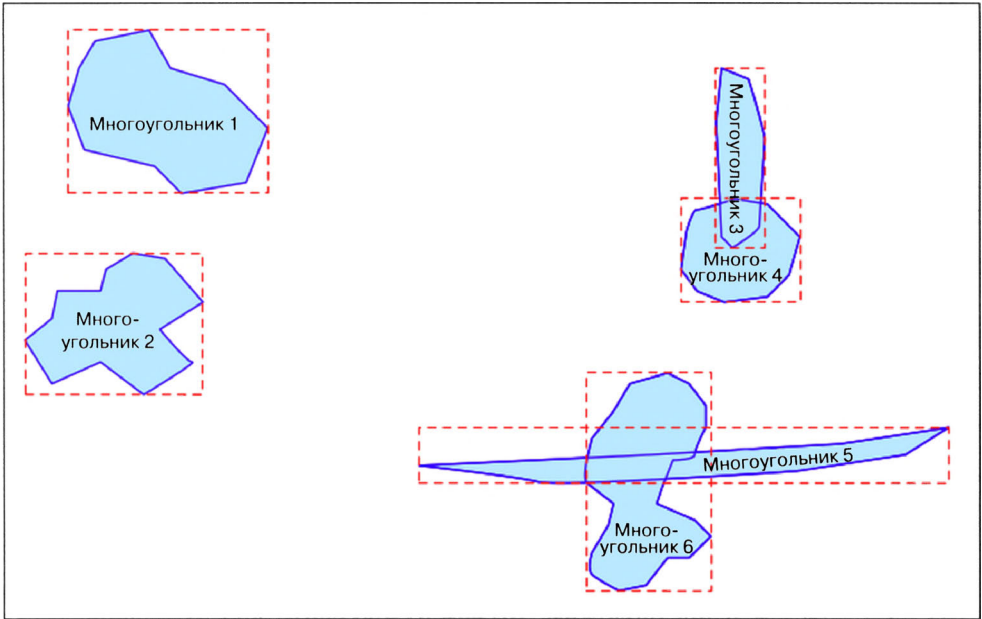 Многоугольник 1
Многоугольник 3
Много-
угольник 4
Много-
угольник 2
Многоугольник 5
Много-
угольник 6